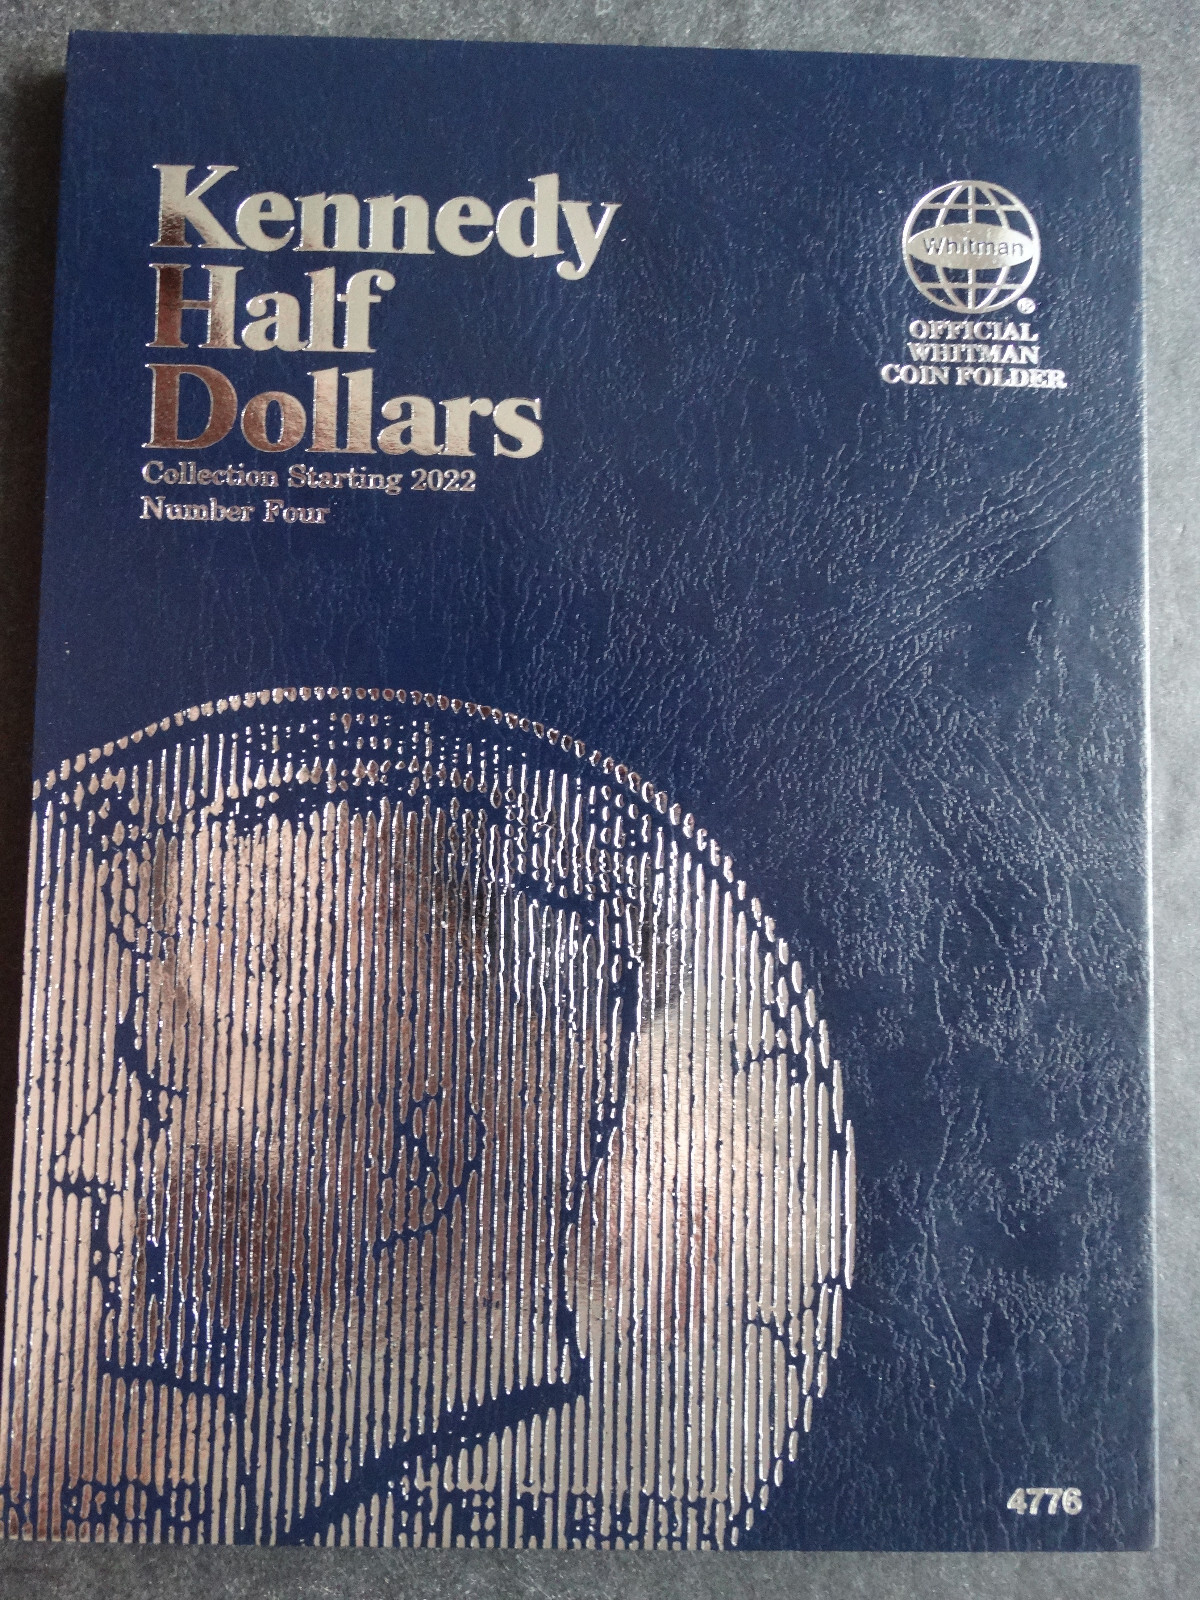 Kennedy
Half
Dollars
Collection Starting 2022
Number Four
Whitman
®
OFFICIAL
WHITMAN
COIN FOLDER
4776